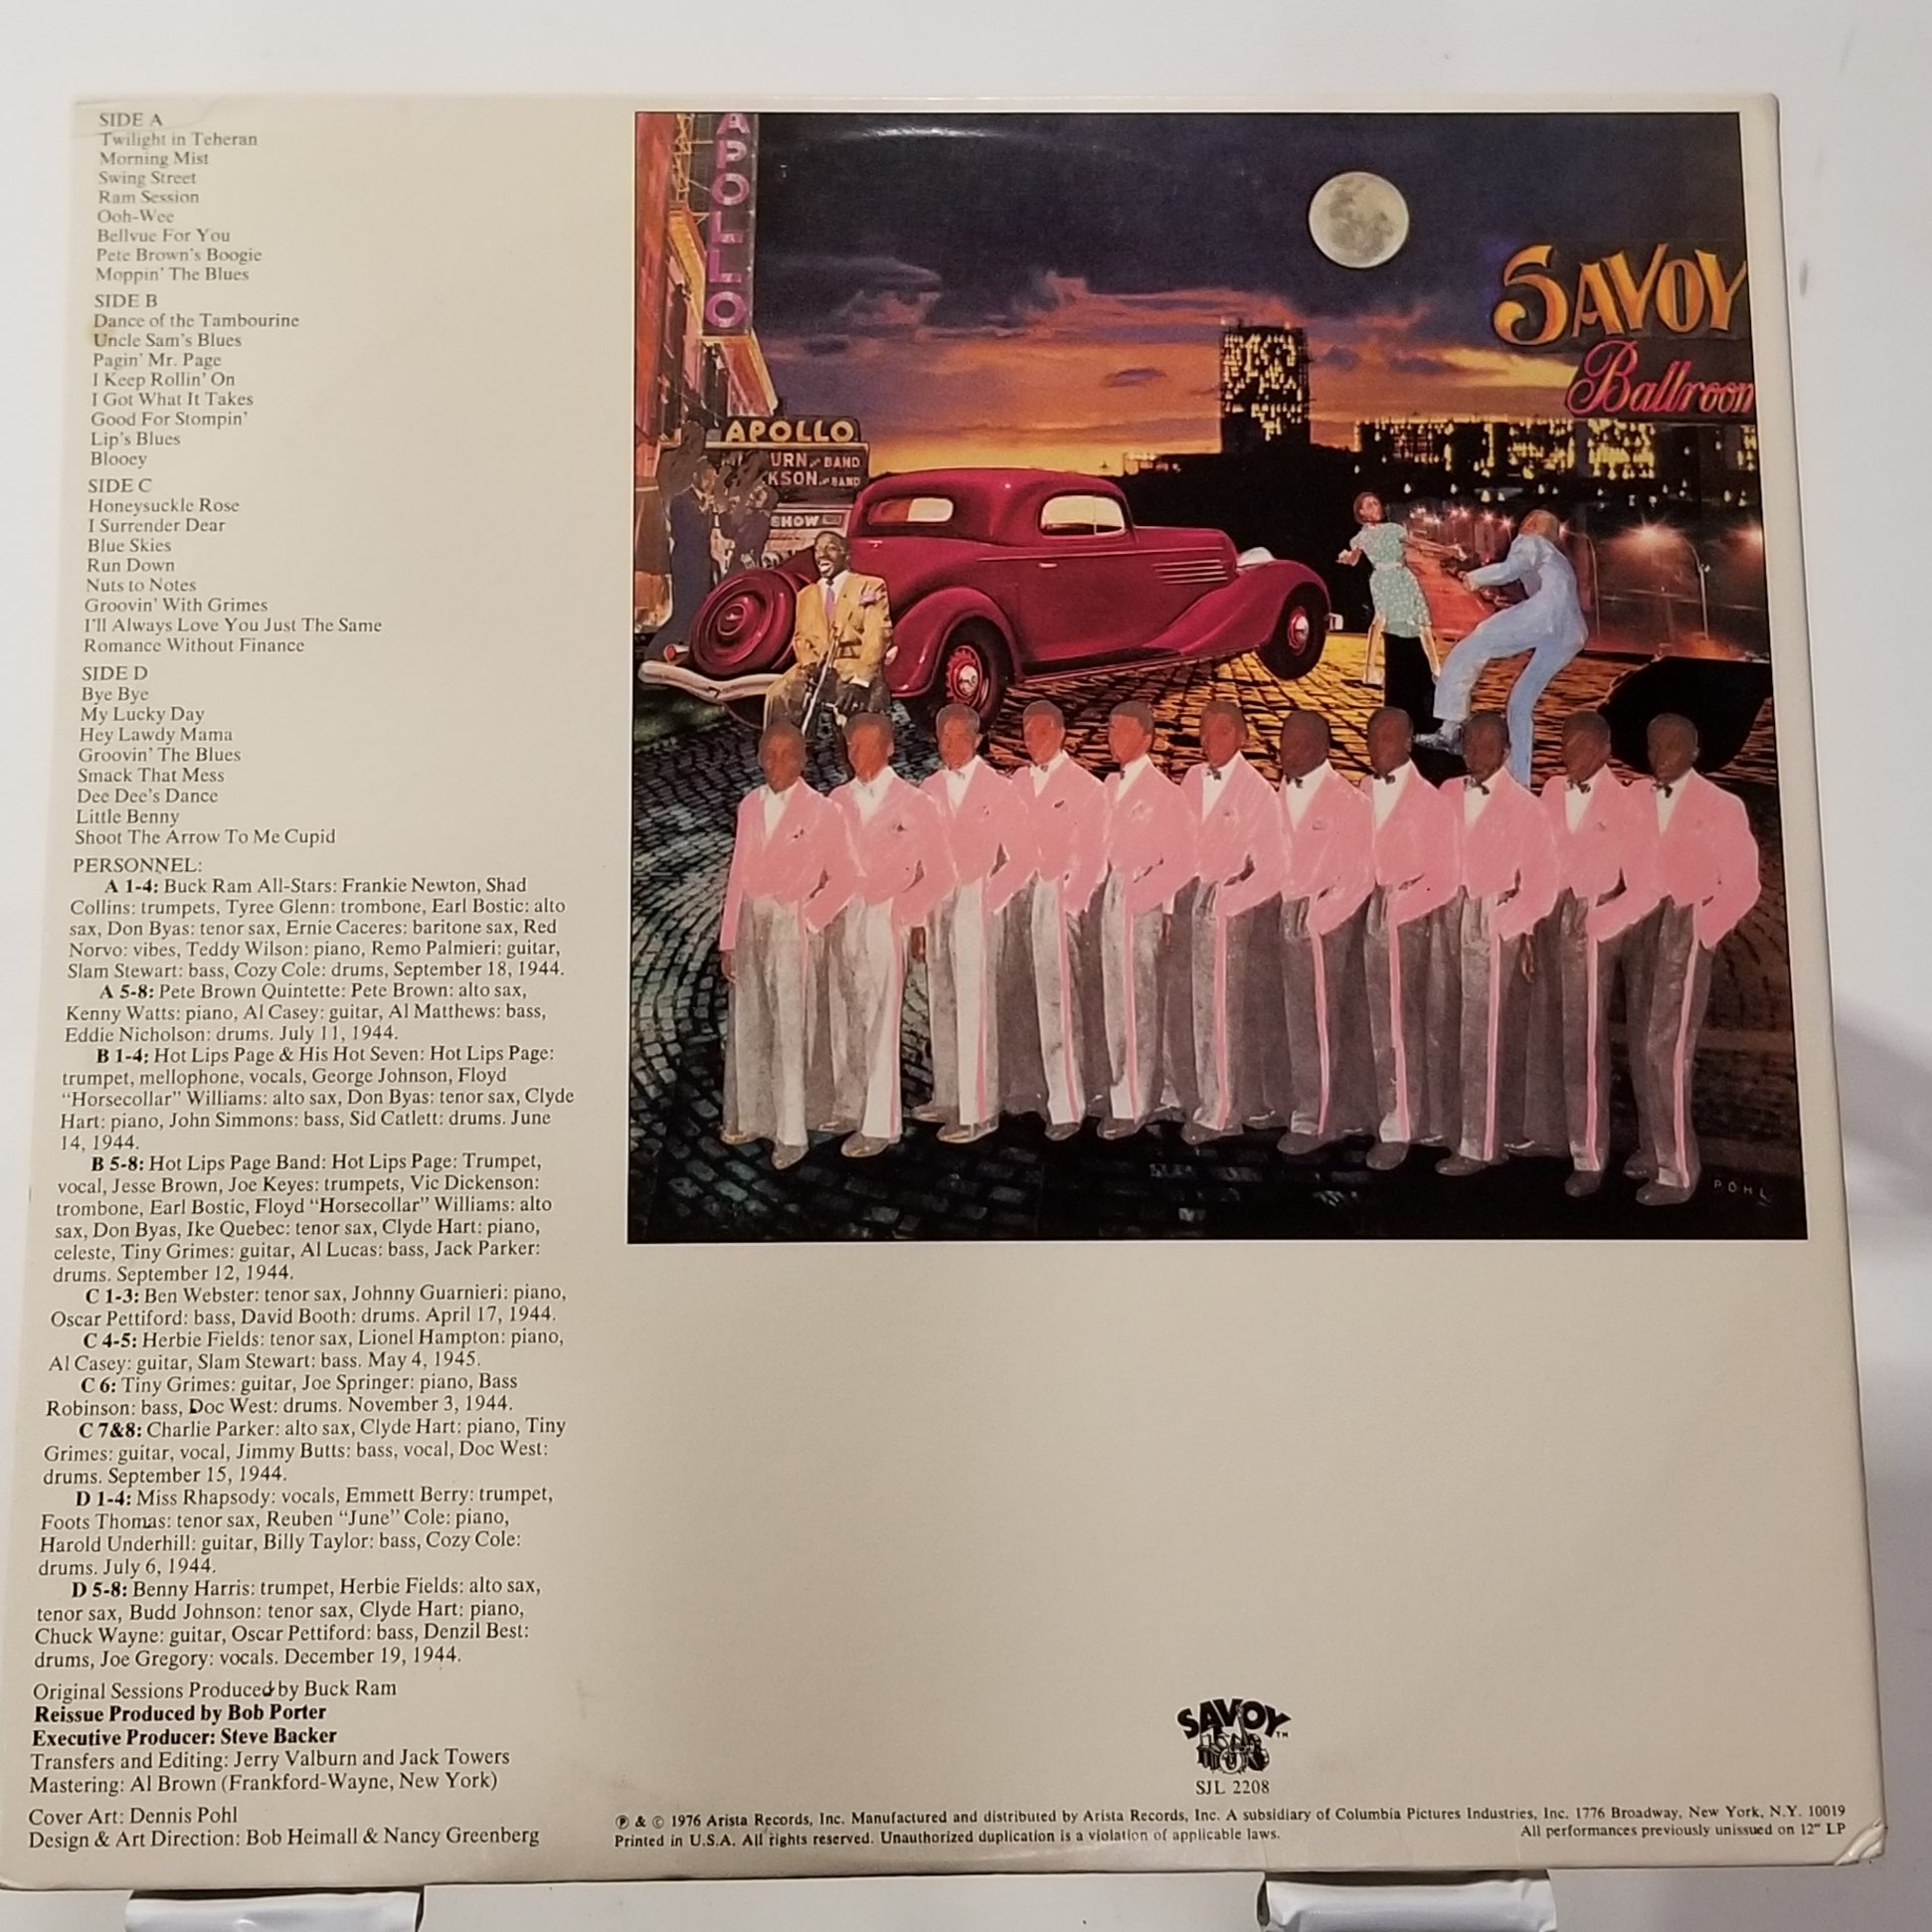 SIDE A
Twilight in Teheran
Morning Mist
Swing Street
Ram Session
Ooh-Wee
Bellvue For You
Pete Brown's Boogie
Moppin' The Blues
SIDE B
Dance of the Tambourine
Uncle Sam's Blues
Pagin' Mr. Page
I Keep Rollin' On
I Got What It Takes
Good For Stompin'
Lip's Blues
Blooey
SIDE C
Honeysuckle Rose
I Surrender Dear
Blue Skies
Run Down
Nuts to Notes
Groovin' With Grimes
I'll Always Love You Just The Same
Romance Without Finance
SIDE D
Bye Bye
My Lucky Day
Hey Lawdy Mama
Groovin' The Blues
Smack That Mess
Dee Dee's Dance
Little Benny
Shoot The Arrow To Me Cupid
PERSONNEL:
A 1-4: Buck Ram All-Stars: Frankie Newton, Shad
Collins: trumpets, Tyree Glenn: trombone, Earl Bostic: alto
sax, Don Byas: tenor sax, Ernie Caceres: baritone sax, Red
Norvo: vibes, Teddy Wilson: piano, Remo Palmieri: guitar,
Slam Stewart: bass, Cozy Cole: drums, September 18, 1944.
A 5-8: Pete Brown Quintette: Pete Brown: alto sax,
Kenny Watts: piano, Al Casey: guitar, Al Matthews: bass,
Eddie Nicholson: drums. July 11, 1944.
B 1-4: Hot Lips Page & His Hot Seven: Hot Lips Page:
trumpet, mellophone, vocals, George Johnson, Floyd
“Horsecollar” Williams: alto sax, Don Byas: tenor sax, Clyde
Hart: piano, John Simmons: bass, Sid Catlett: drums. June
14, 1944.
B 5-8: Hot Lips Page Band: Hot Lips Page: Trumpet,
vocal, Jesse Brown, Joe Keyes: trumpets, Vic Dickenson:
trombone, Earl Bostic, Floyd “Horsecollar” Williams: alto
sax, Don Byas, Ike Quebec: tenor sax, Clyde Hart: piano,
celeste, Tiny Grimes: guitar, Al Lucas: bass, Jack Parker:
drums. September 12, 1944.
C 1-3: Ben Webster: tenor sax, Johnny Guarnieri: piano,
Oscar Pettiford: bass, David Booth: drums. April 17, 1944.
C 4-5: Herbie Fields: tenor sax, Lionel Hampton: piano,
Al Casey: guitar, Slam Stewart: bass. May 4, 1945.
C 6: Tiny Grimes: guitar, Joe Springer: piano, Bass
Robinson: bass, Doc West: drums. November 3, 1944.
C 7&8: Charlie Parker: alto sax, Clyde Hart: piano, Tiny
Grimes: guitar, vocal, Jimmy Butts: bass, vocal, Doc West:
drums. September 15, 1944.
D 1-4: Miss Rhapsody: vocals, Emmett Berry: trumpet,
Foots Thomas: tenor sax, Reuben “June” Cole: piano,
Harold Underhill: guitar, Billy Taylor: bass, Cozy Cole:
drums. July 6, 1944.
D 5-8: Benny Harris: trumpet, Herbie Fields: alto sax,
tenor sax, Budd Johnson: tenor sax, Clyde Hart: piano,
Chuck Wayne: guitar, Oscar Pettiford: bass, Denzil Best:
drums, Joe Gregory: vocals. December 19, 1944.
Original Sessions Produced by Buck Ram
Reissue Produced by Bob Porter
Executive Producer: Steve Backer
Transfers and Editing: Jerry Valburn and Jack Towers
Mastering: Al Brown (Frankford-Wayne, New York)
Cover Art: Dennis Pohl
Design & Art Direction: Bob Heimall & Nancy Greenberg
APOLLO
SAVOY
Ballroom
APOLLO
URN AND BAND
KSON AND BAND
SHOW
POHL
SAVOY™
SJL 2208
℗ & © 1976 Arista Records, Inc. Manufactured and distributed by Arista Records, Inc. A subsidiary of Columbia Pictures Industries, Inc. 1776 Broadway, New York, N.Y. 10019
Printed in U.S.A. All rights reserved. Unauthorized duplication is a violation of applicable laws.
All performances previously unissued on 12" LP